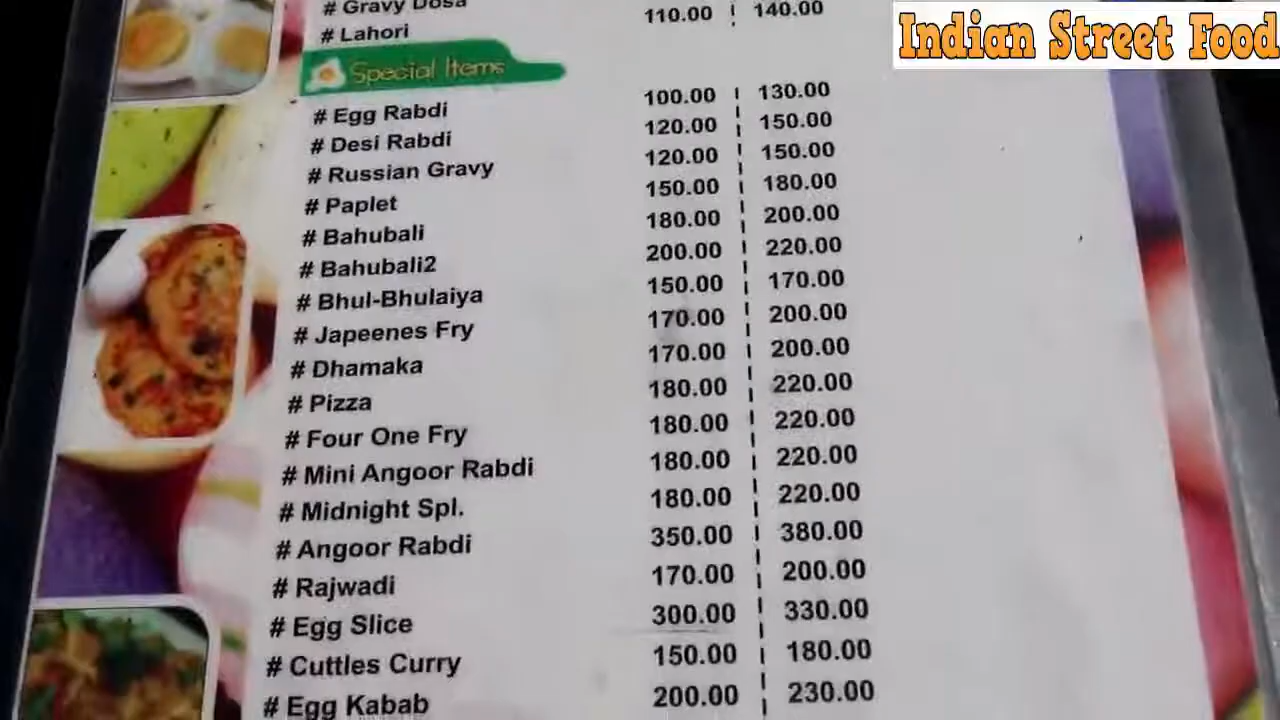 Indian Street Food
# Gravy Dosa
# Lahori 110.00 140.00
Special Items
# Egg Rabdi 100.00 130.00
# Desi Rabdi 120.00 150.00
# Russian Gravy 120.00 150.00
# Paplet 150.00 180.00
# Bahubali 180.00 200.00
# Bahubali2 200.00 220.00
# Bhul-Bhulaiya 150.00 170.00
# Japeenes Fry 170.00 200.00
# Dhamaka 170.00 200.00
# Pizza 180.00 220.00
# Four One Fry 180.00 220.00
# Mini Angoor Rabdi 180.00 220.00
# Midnight Spl. 180.00 220.00
# Angoor Rabdi 350.00 380.00
# Rajwadi 170.00 200.00
# Egg Slice 300.00 330.00
# Cuttles Curry 150.00 180.00
# Egg Kabab 200.00 230.00